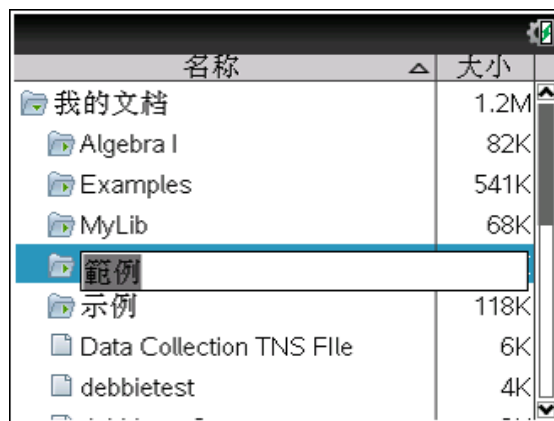 名称 大小
我的文档 1.2M
Algebra I 82K
Examples 541K
MyLib 68K
範例
示例 118K
Data Collection TNS FIle 6K
debbietest 4K